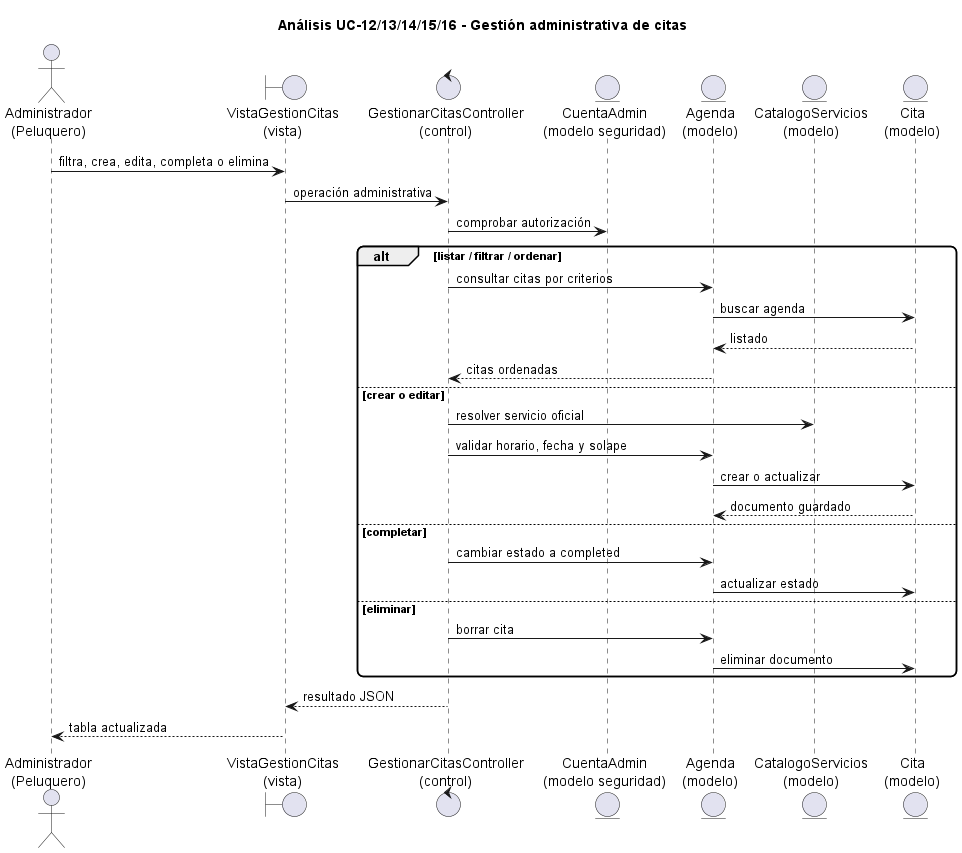 Análisis UC-12/13/14/15/16 - Gestión administrativa de citas
Administrador
(Peluquero)
VistaGestionCitas
(vista)
GestionarCitasController
(control)
CuentaAdmin
(modelo seguridad)
Agenda
(modelo)
CatalogoServicios
(modelo)
Cita
(modelo)
filtra, crea, edita, completa o elimina
operación administrativa
comprobar autorización
alt [listar / filtrar / ordenar]
consultar citas por criterios
buscar agenda
listado
citas ordenadas
[crear o editar]
resolver servicio oficial
validar horario, fecha y solape
crear o actualizar
documento guardado
[completar]
cambiar estado a completed
actualizar estado
[eliminar]
borrar cita
eliminar documento
resultado JSON
tabla actualizada
Administrador
(Peluquero)
VistaGestionCitas
(vista)
GestionarCitasController
(control)
CuentaAdmin
(modelo seguridad)
Agenda
(modelo)
CatalogoServicios
(modelo)
Cita
(modelo)